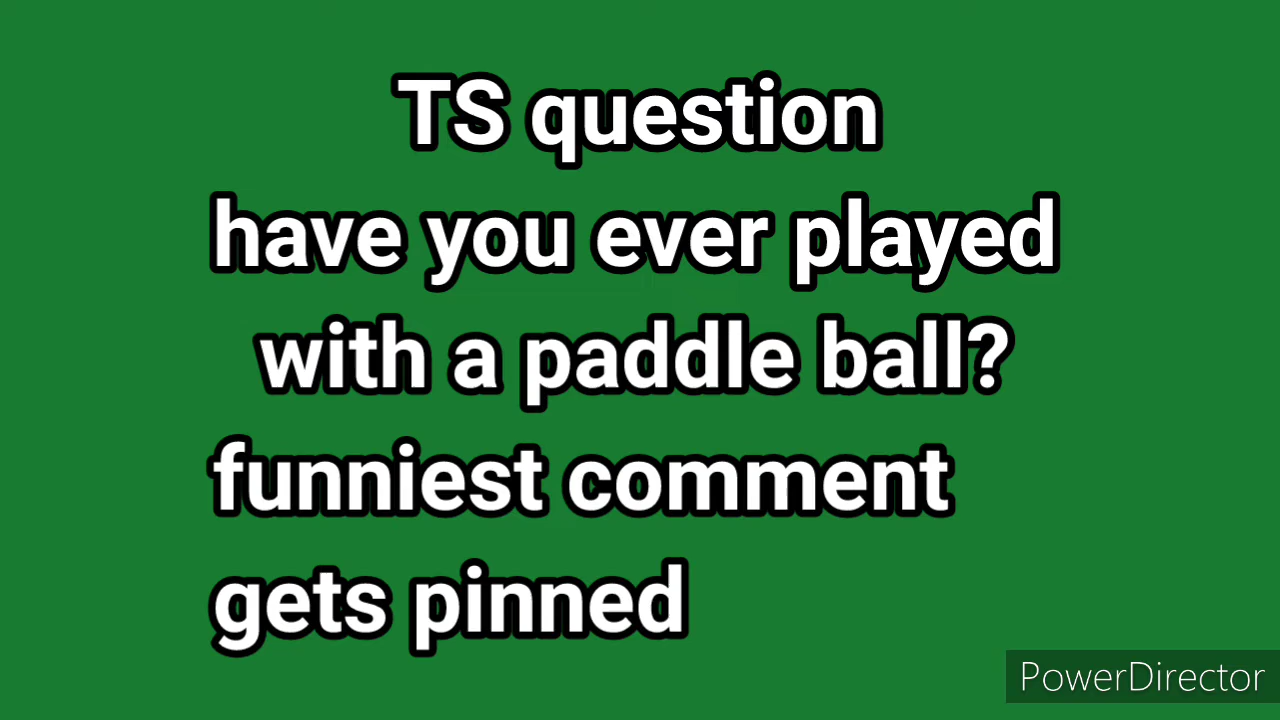 TS question
have you ever played
with a paddle ball?
funniest comment
gets pinned
PowerDirector